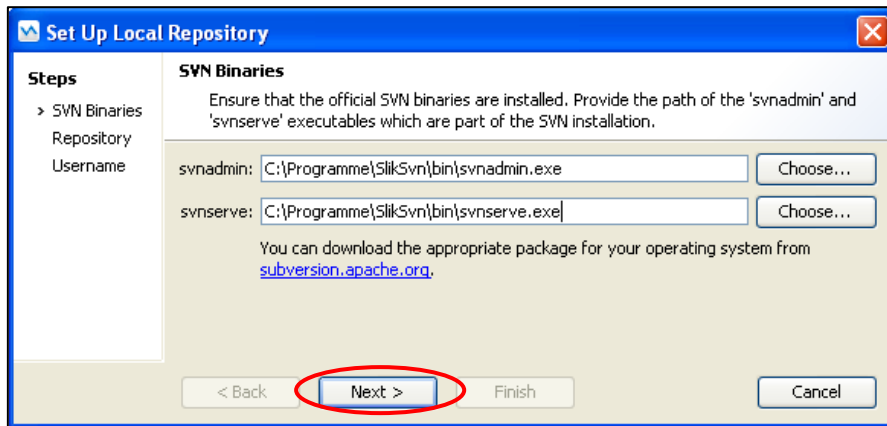 Set Up Local Repository
Steps
> SVN Binaries
Repository
Username
SVN Binaries
Ensure that the official SVN binaries are installed. Provide the path of the 'svnadmin' and
'svnserve' executables which are part of the SVN installation.
svnadmin: C:\Programme\SlikSvn\bin\svnadmin.exe Choose...
svnserve: C:\Programme\SlikSvn\bin\svnserve.exe Choose...
You can download the appropriate package for your operating system from
subversion.apache.org.
< Back Next > Finish Cancel